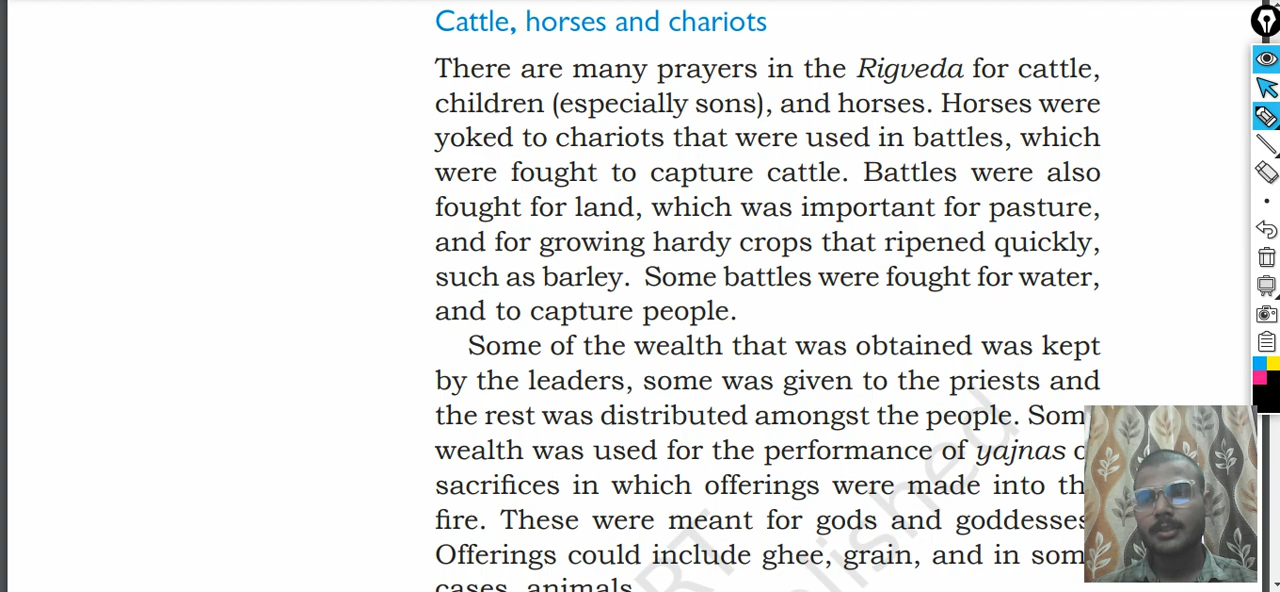 Cattle, horses and chariots
There are many prayers in the Rigveda for cattle,
children (especially sons), and horses. Horses were
yoked to chariots that were used in battles, which
were fought to capture cattle. Battles were also
fought for land, which was important for pasture,
and for growing hardy crops that ripened quickly,
such as barley. Some battles were fought for water,
and to capture people.
Some of the wealth that was obtained was kept
by the leaders, some was given to the priests and
the rest was distributed amongst the people. Som
wealth was used for the performance of yajnas
sacrifices in which offerings were made into th
fire. These were meant for gods and goddesses
Offerings could include ghee, grain, and in som
cases, animals.